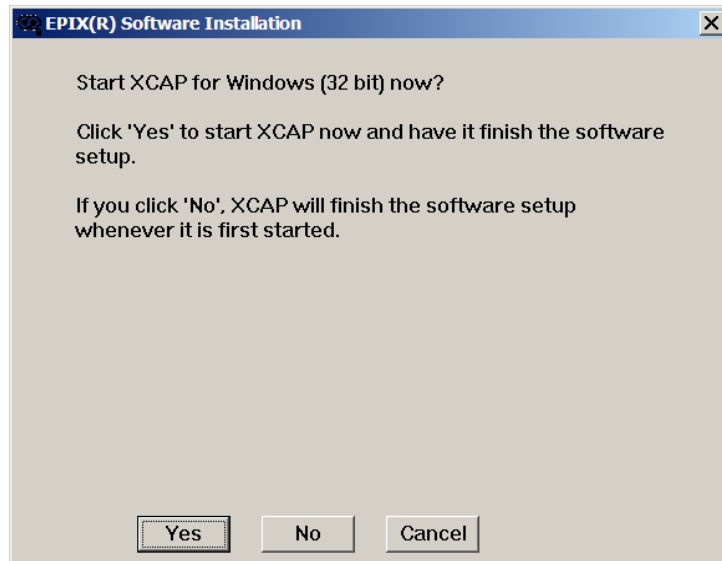 EPIX(R) Software Installation
Start XCAP for Windows (32 bit) now?
Click 'Yes' to start XCAP now and have it finish the software
setup.
If you click 'No', XCAP will finish the software setup
whenever it is first started.
Yes No Cancel